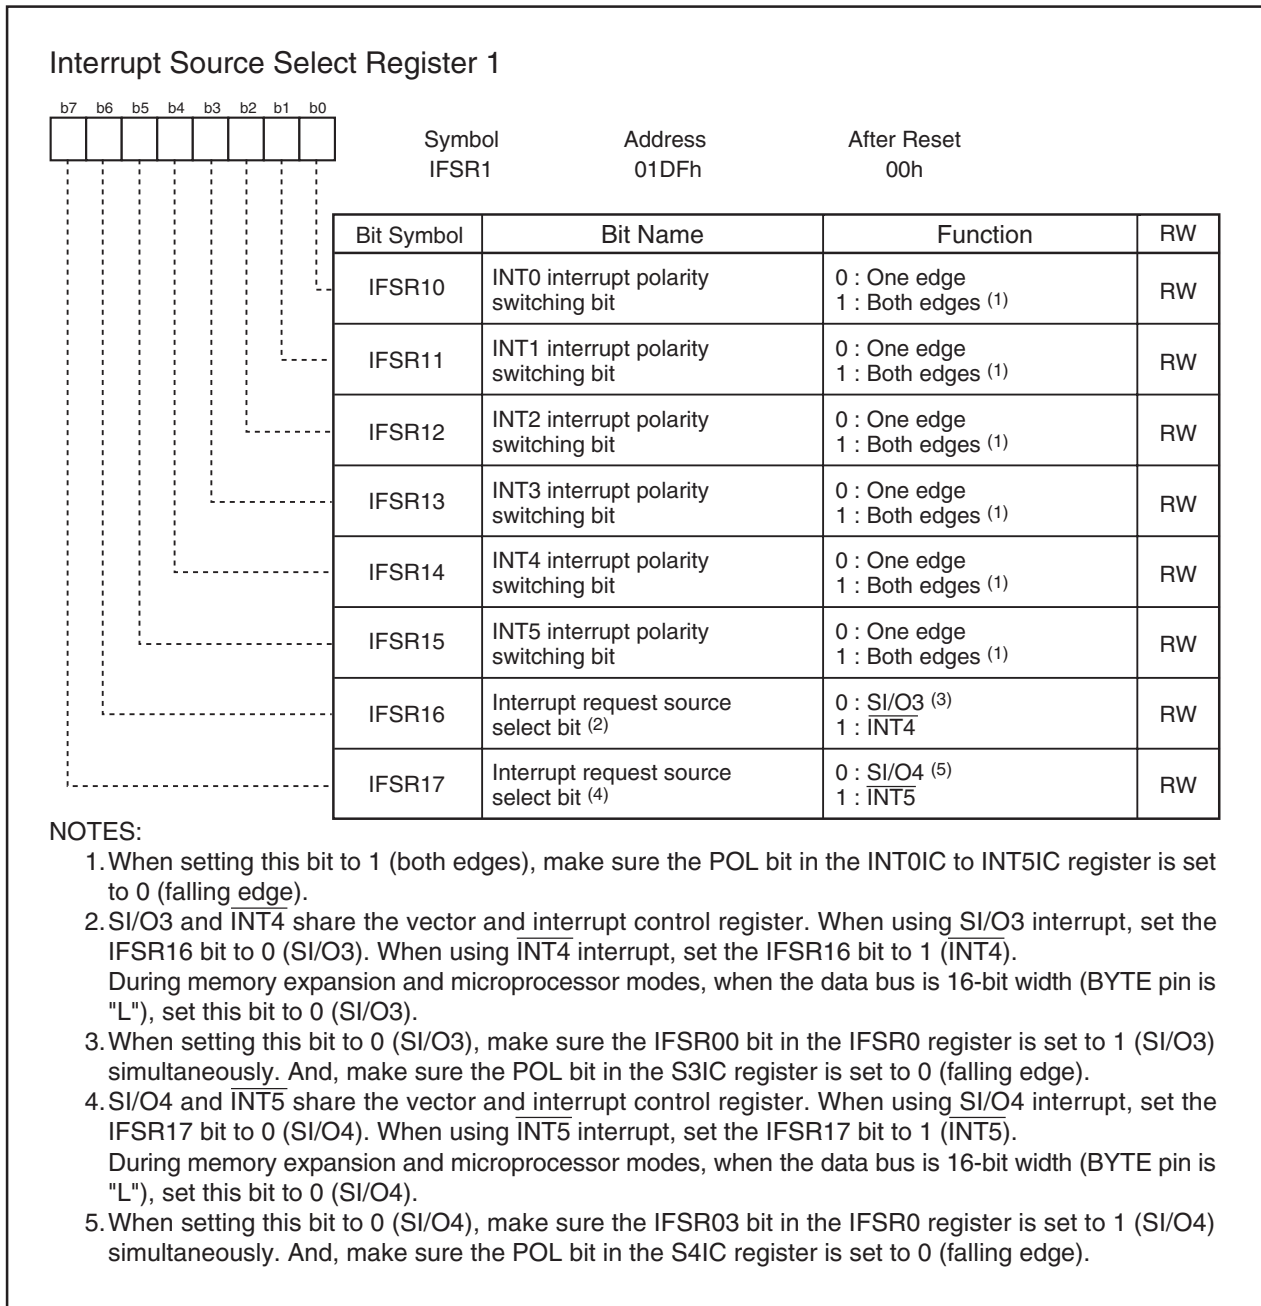 Interrupt Source Select Register 1
b7 b6 b5 b4 b3 b2 b1 b0
Symbol Address After Reset
IFSR1 01DFh 00h
Bit Symbol Bit Name Function RW
IFSR10 INT0 interrupt polarity switching bit 0 : One edge 1 : Both edges (1) RW
IFSR11 INT1 interrupt polarity switching bit 0 : One edge 1 : Both edges (1) RW
IFSR12 INT2 interrupt polarity switching bit 0 : One edge 1 : Both edges (1) RW
IFSR13 INT3 interrupt polarity switching bit 0 : One edge 1 : Both edges (1) RW
IFSR14 INT4 interrupt polarity switching bit 0 : One edge 1 : Both edges (1) RW
IFSR15 INT5 interrupt polarity switching bit 0 : One edge 1 : Both edges (1) RW
IFSR16 Interrupt request source select bit (2) 0 : SI/O3 (3) 1 : I̅N̅T̅4̅ RW
IFSR17 Interrupt request source select bit (4) 0 : SI/O4 (5) 1 : I̅N̅T̅5̅ RW
NOTES:
1. When setting this bit to 1 (both edges), make sure the POL bit in the INT0IC to INT5IC register is set
to 0 (falling edge).
2. SI/O3 and I̅N̅T̅4̅ share the vector and interrupt control register. When using SI/O3 interrupt, set the
IFSR16 bit to 0 (SI/O3). When using I̅N̅T̅4̅ interrupt, set the IFSR16 bit to 1 (I̅N̅T̅4̅).
During memory expansion and microprocessor modes, when the data bus is 16-bit width (BYTE pin is
"L"), set this bit to 0 (SI/O3).
3. When setting this bit to 0 (SI/O3), make sure the IFSR00 bit in the IFSR0 register is set to 1 (SI/O3)
simultaneously. And, make sure the POL bit in the S3IC register is set to 0 (falling edge).
4. SI/O4 and I̅N̅T̅5̅ share the vector and interrupt control register. When using SI/O4 interrupt, set the
IFSR17 bit to 0 (SI/O4). When using I̅N̅T̅5̅ interrupt, set the IFSR17 bit to 1 (I̅N̅T̅5̅).
During memory expansion and microprocessor modes, when the data bus is 16-bit width (BYTE pin is
"L"), set this bit to 0 (SI/O4).
5. When setting this bit to 0 (SI/O4), make sure the IFSR03 bit in the IFSR0 register is set to 1 (SI/O4)
simultaneously. And, make sure the POL bit in the S4IC register is set to 0 (falling edge).